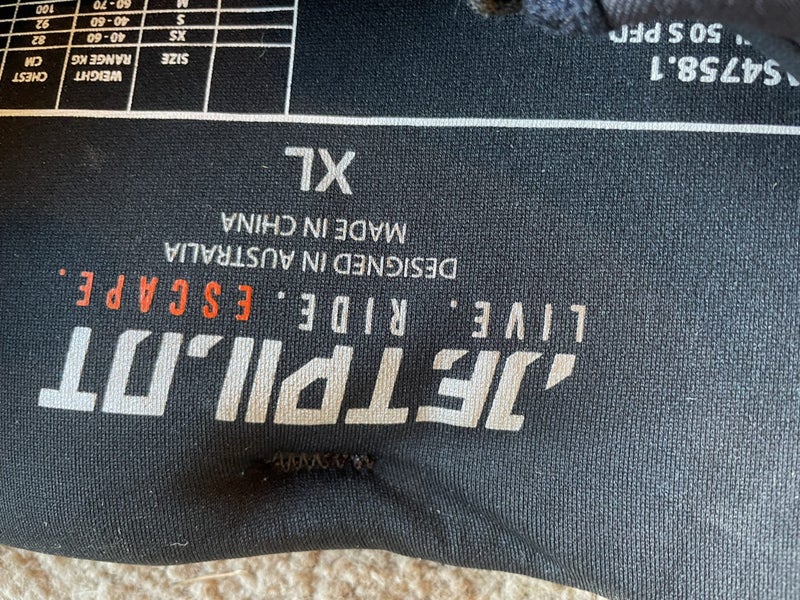 JETPILOT
LIVE. RIDE. ESCAPE.
DESIGNED IN AUSTRALIA
MADE IN CHINA
XL
AS4758.1
L 50 S PFD
SIZE WEIGHT RANGE KG CHEST CM
XS 40-60 82
S 40-60 92
M 60-70 100